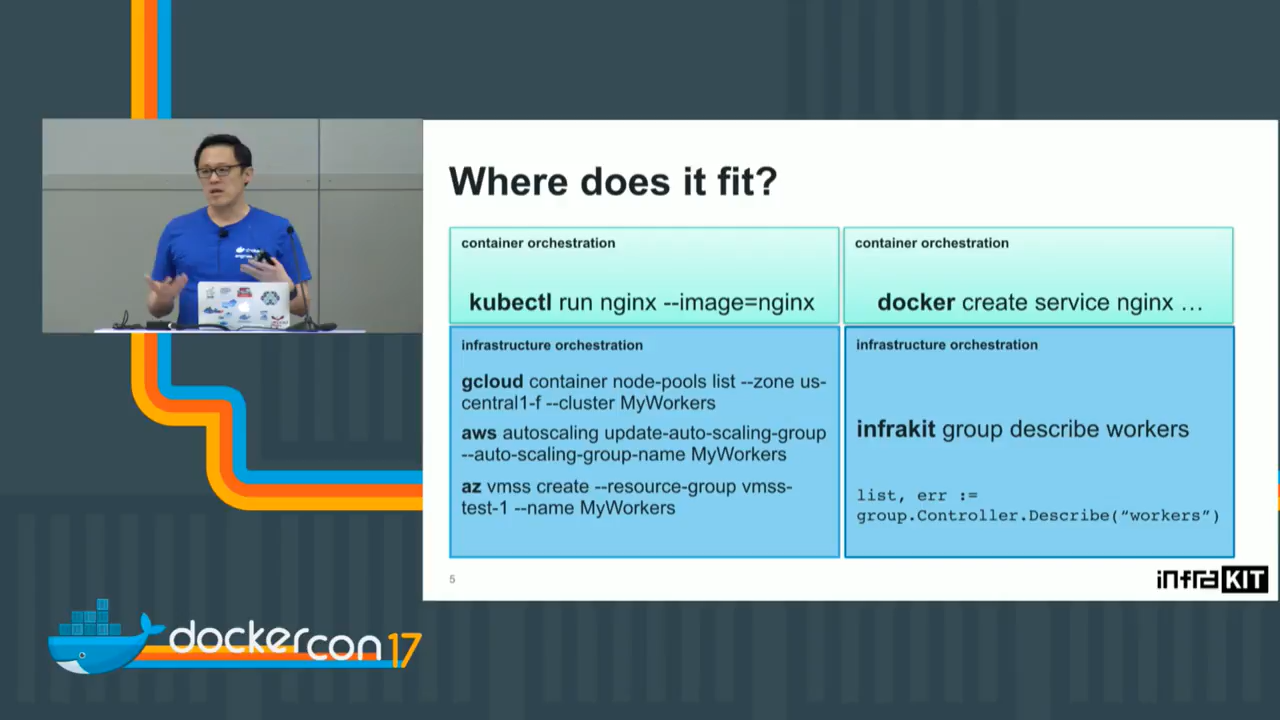 Where does it fit?
container orchestration
kubectl run nginx --image=nginx
container orchestration
docker create service nginx …
infrastructure orchestration
gcloud container node-pools list --zone us-
central1-f --cluster MyWorkers
aws autoscaling update-auto-scaling-group
--auto-scaling-group-name MyWorkers
az vmss create --resource-group vmss-
test-1 --name MyWorkers
infrastructure orchestration
infrakit group describe workers
list, err :=
group.Controller.Describe(“workers”)
5
infraKIT
dockercon17